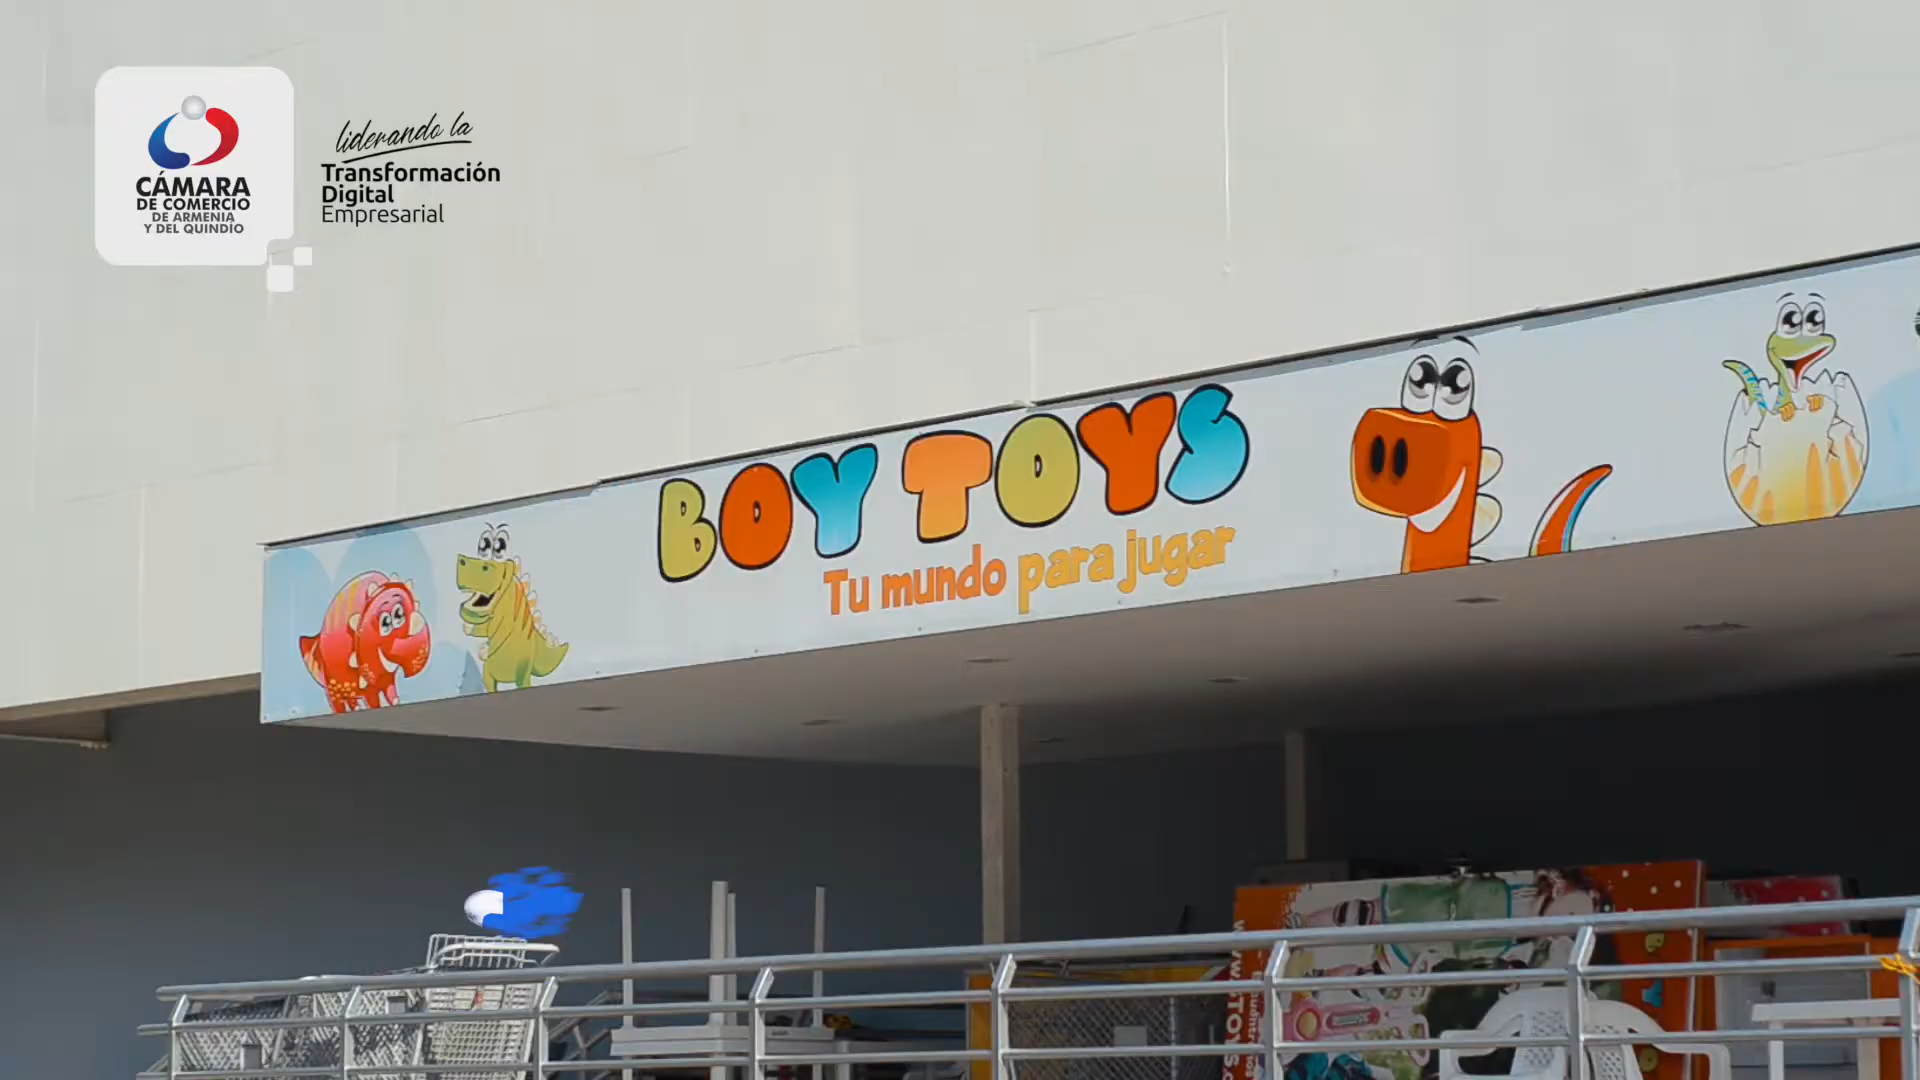 CÁMARA
DE COMERCIO
DE ARMENIA
Y DEL QUINDÍO
liderando la
Transformación
Digital
Empresarial
BOY TOYS
Tu mundo para jugar